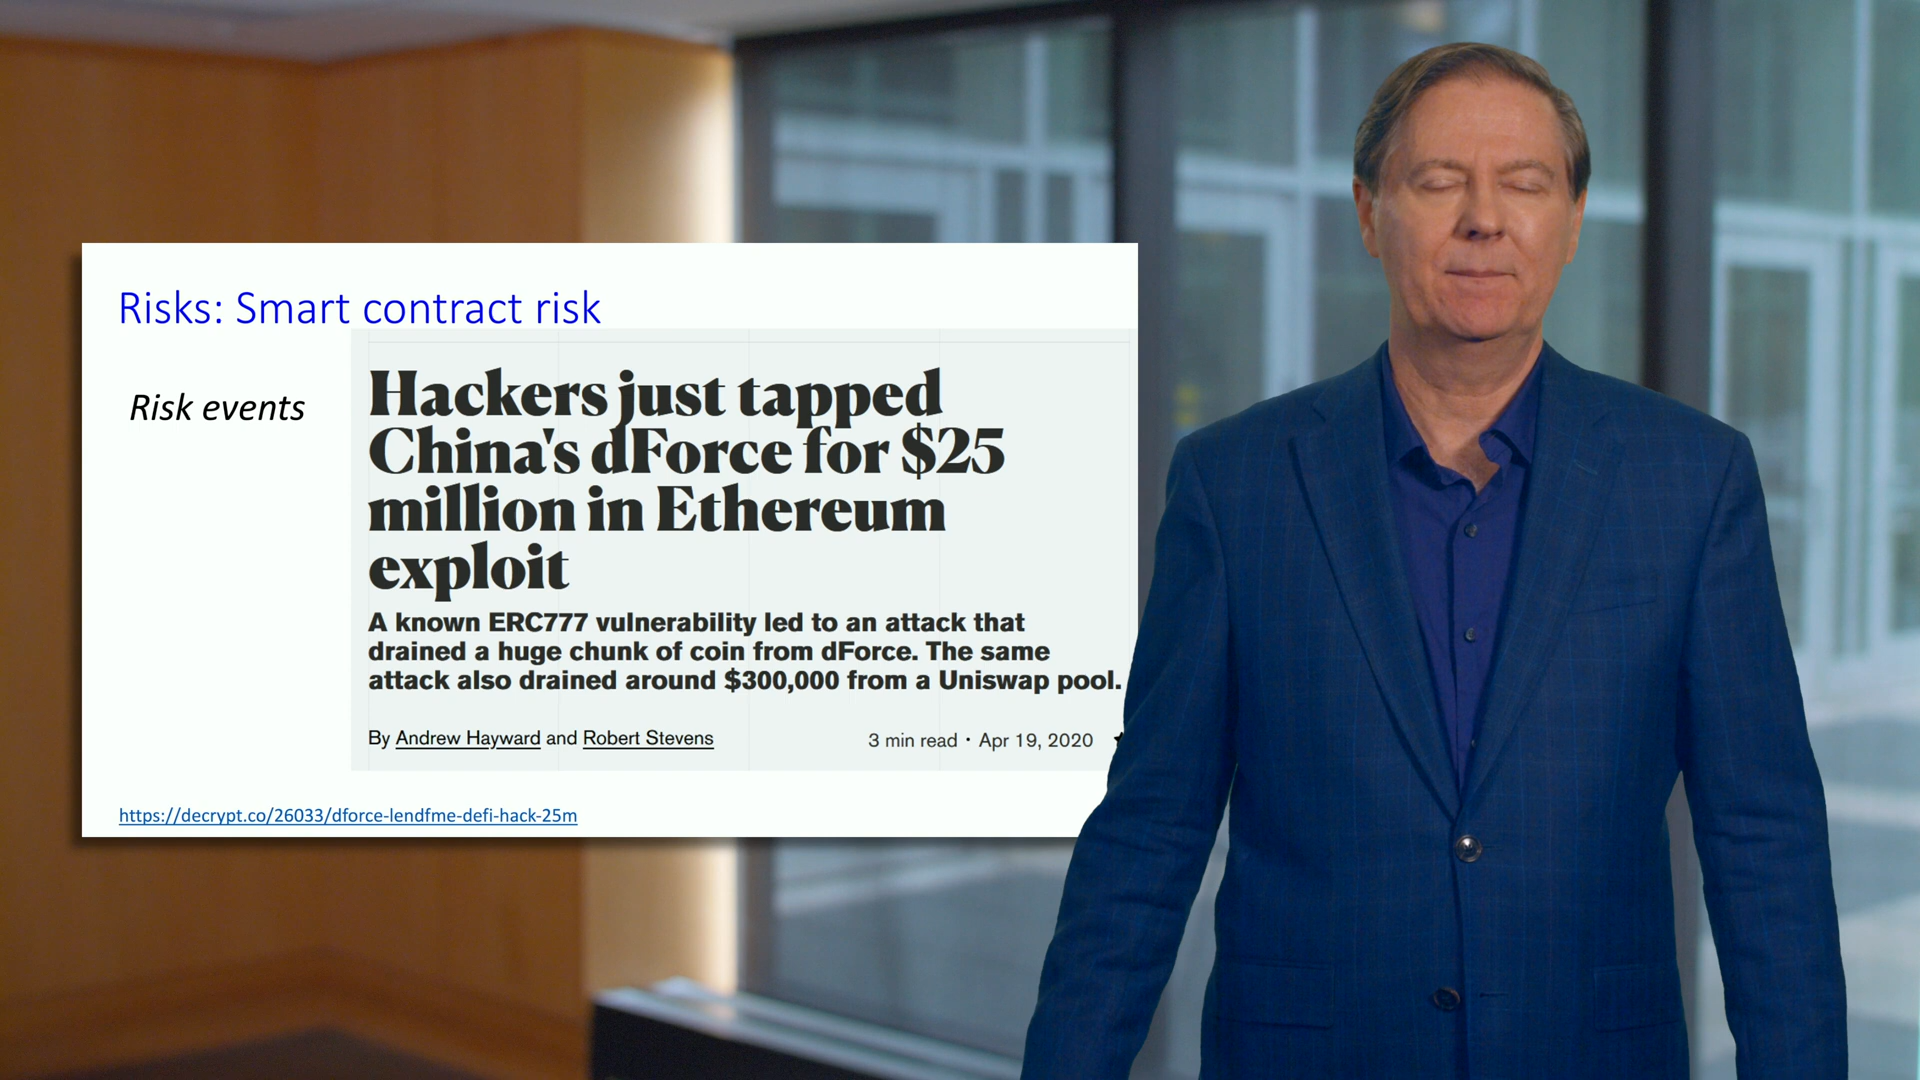 Risks: Smart contract risk
Risk events
Hackers just tapped
China's dForce for $25
million in Ethereum
exploit
A known ERC777 vulnerability led to an attack that
drained a huge chunk of coin from dForce. The same
attack also drained around $300,000 from a Uniswap pool.
By Andrew Hayward and Robert Stevens
3 min read • Apr 19, 2020
https://decrypt.co/26033/dforce-lendfme-defi-hack-25m